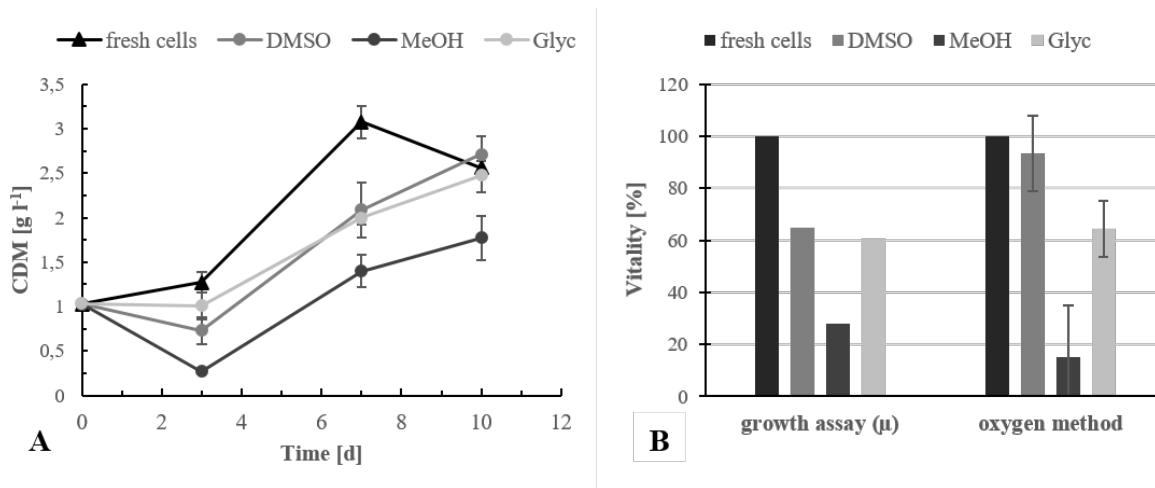 fresh cells DMSO MeOH Glyc
3,5
3
2,5
2
1,5
1
0,5
0
CDM [g l-1]
0 2 4 6 8 10 12
Time [d]
A
fresh cells DMSO MeOH Glyc
120
100
80
60
40
20
0
Vitality [%]
growth assay (μ) oxygen method
B